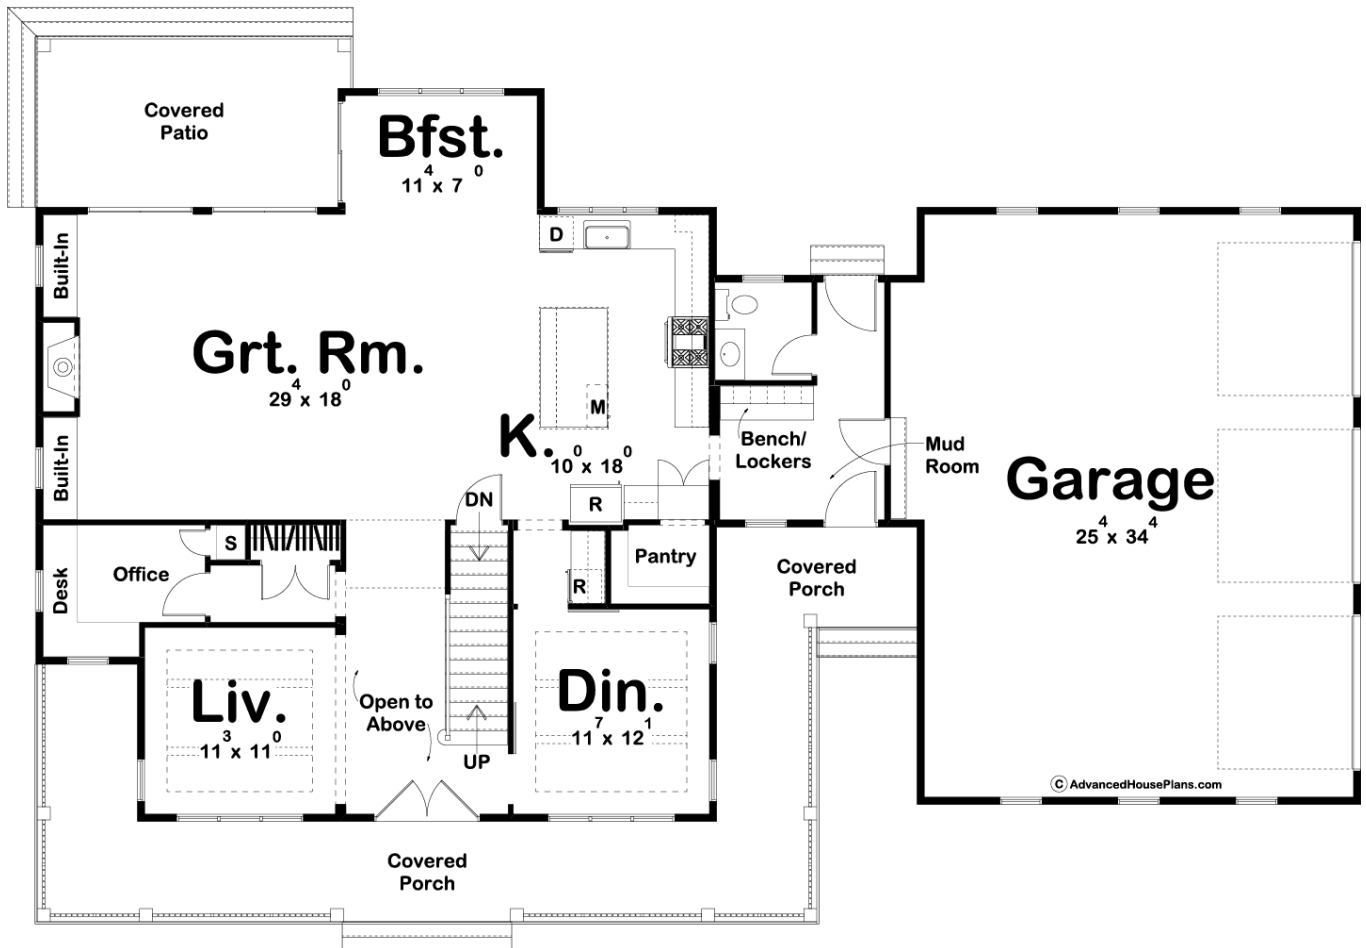 Covered
Patio
Bfst.
11⁴ x 7⁰
Built-In
D
Grt. Rm.
29⁴ x 18⁰
M
K.
10⁰ x 18⁰
Built-In
Bench/
Lockers
Mud
Room
Garage
25⁴ x 34⁴
DN
R
S
Office
Desk
R
Pantry
Covered
Porch
Liv.
11³ x 11⁰
Open to
Above
UP
Din.
11⁷ x 12¹
© AdvancedHousePlans.com
Covered
Porch